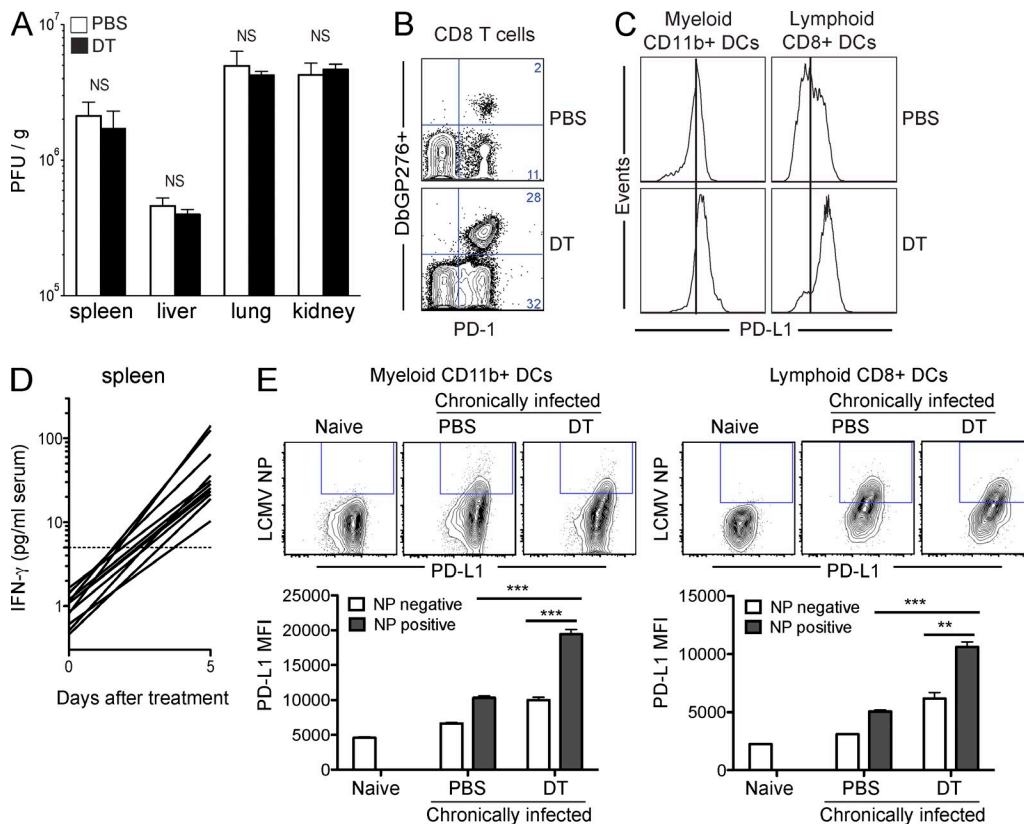 A
PBS
DT
PFU / g
10^7
10^6
10^5
NS
NS
NS
NS
spleen liver lung kidney
B
CD8 T cells
DbGP276+
2
11
PBS
28
32
DT
PD-1
C
Myeloid
CD11b+ DCs
Lymphoid
CD8+ DCs
Events
PBS
DT
PD-L1
D
spleen
IFN-γ (pg/ml serum)
100
10
1
0 5
Days after treatment
E
Myeloid CD11b+ DCs
Chronically infected
Naive PBS DT
LCMV NP
PD-L1
25000
20000
15000
10000
5000
0
PD-L1 MFI
NP negative
NP positive
***
***
Naive PBS DT
Chronically infected
Lymphoid CD8+ DCs
Chronically infected
Naive PBS DT
LCMV NP
PD-L1
15000
10000
5000
0
PD-L1 MFI
NP negative
NP positive
***
**
Naive PBS DT
Chronically infected